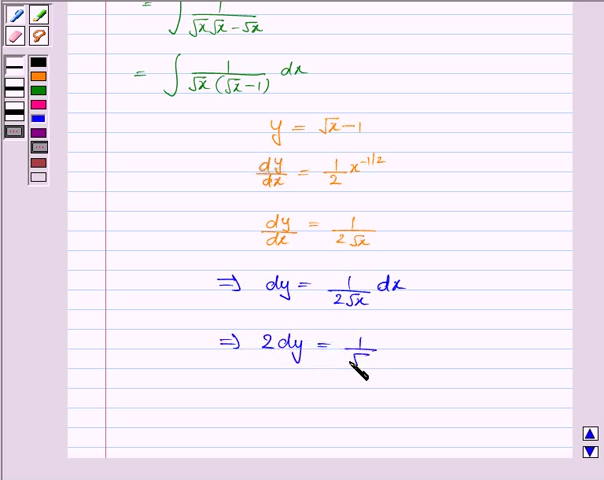 = ∫ 1/(√x√x - √x)
= ∫ 1/(√x (√x-1)) dx
y = √x-1
dy/dx = 1/2 x^(-1/2)
dy/dx = 1/(2√x)
⇒ dy = 1/(2√x) dx
⇒ 2dy = 1/√